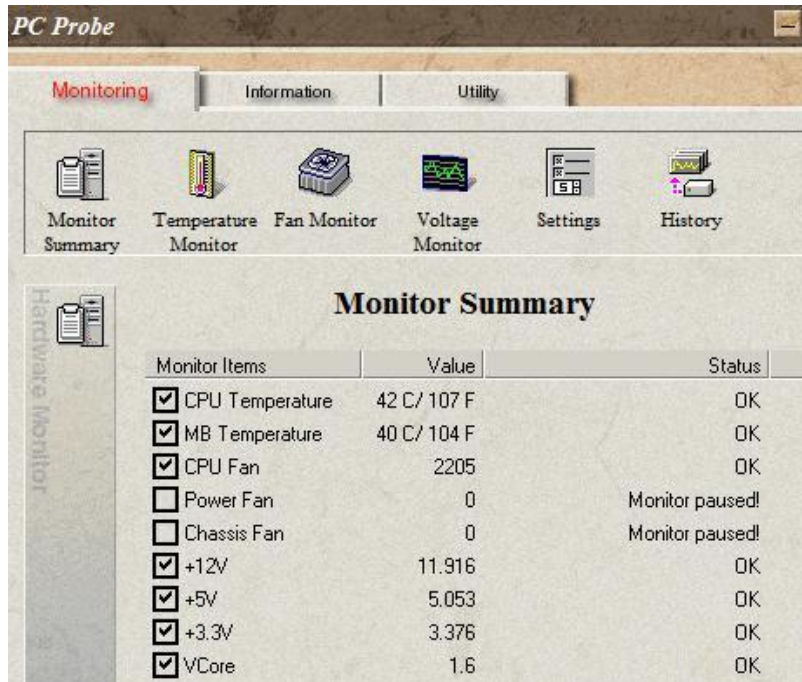 PC Probe
Monitoring Information Utility
Monitor Summary Temperature Monitor Fan Monitor Voltage Monitor Settings History
Hardware Monitor
Monitor Summary
Monitor Items Value Status
CPU Temperature 42 C/ 107 F OK
MB Temperature 40 C/ 104 F OK
CPU Fan 2205 OK
Power Fan 0 Monitor paused!
Chassis Fan 0 Monitor paused!
+12V 11.916 OK
+5V 5.053 OK
+3.3V 3.376 OK
VCore 1.6 OK